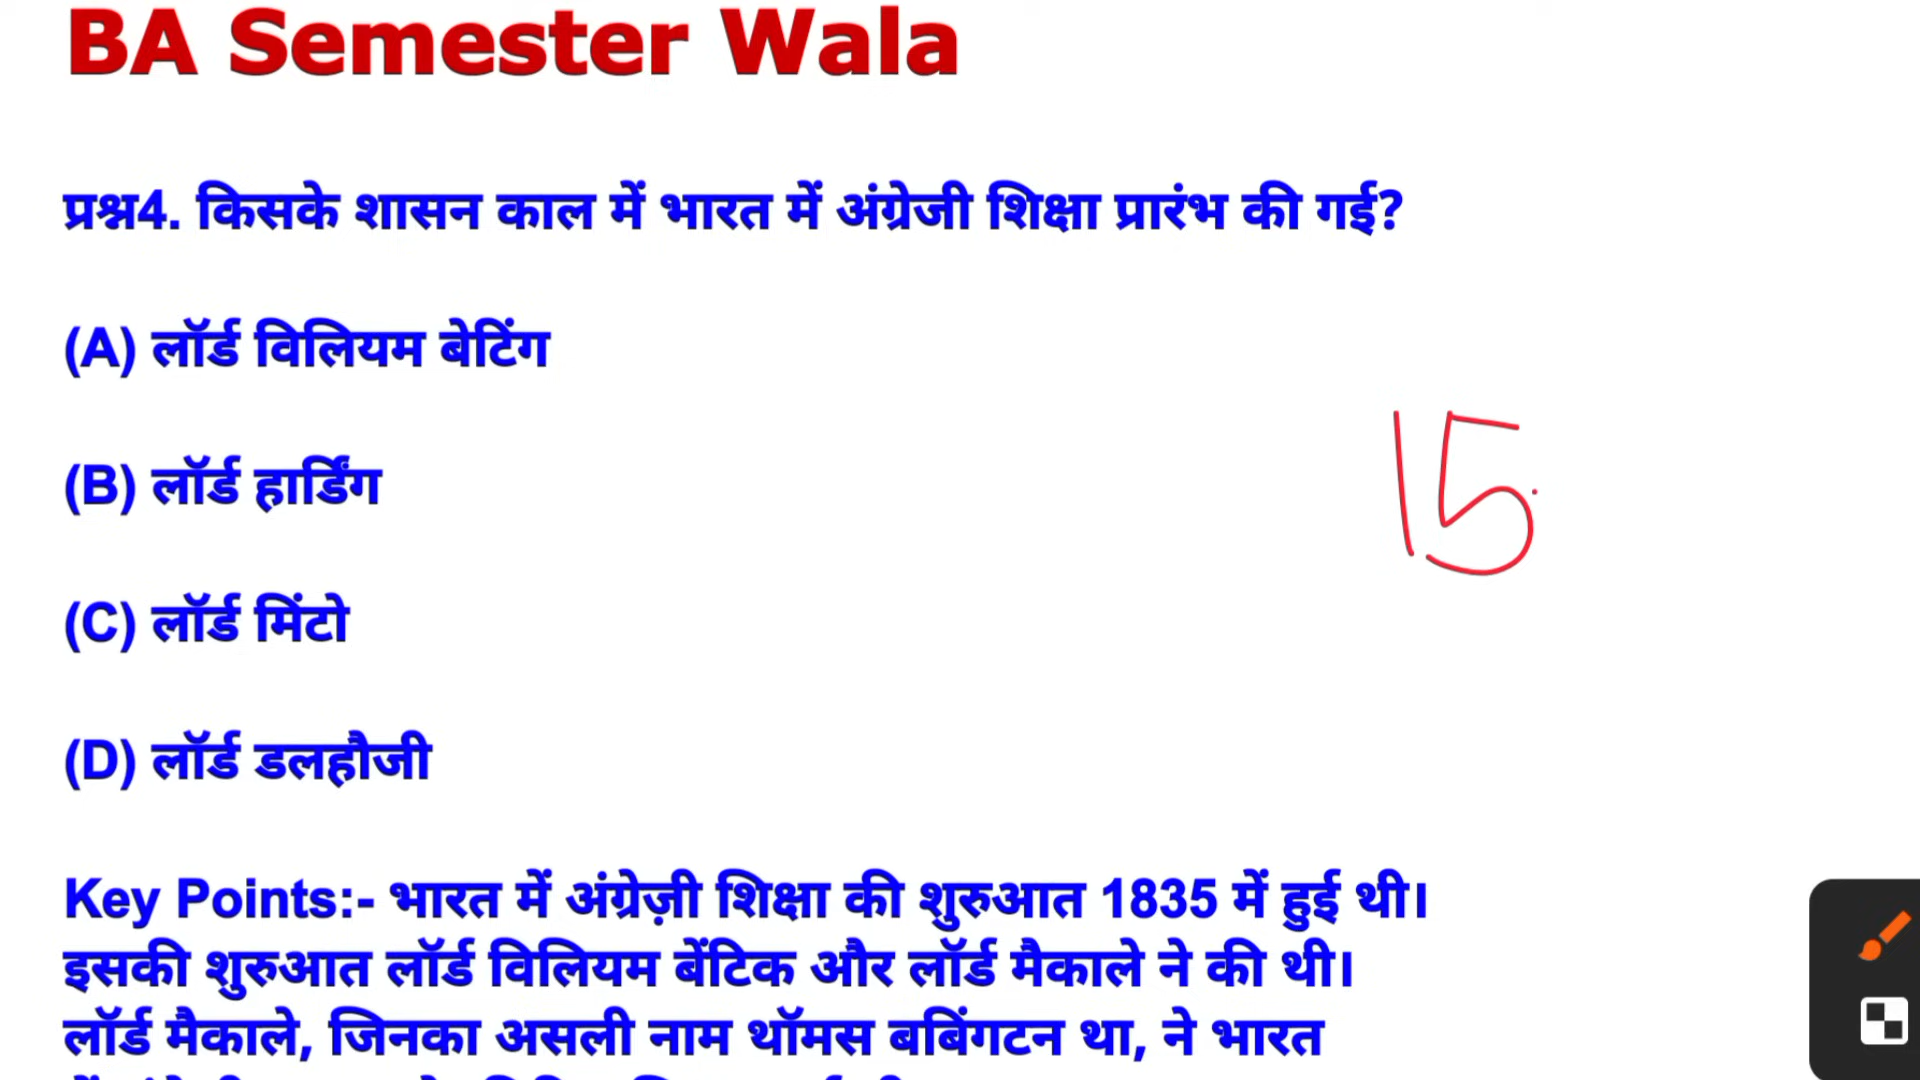 BA Semester Wala
प्रश्न4. किसके शासन काल में भारत में अंग्रेजी शिक्षा प्रारंभ की गई?
(A) लॉर्ड विलियम बेटिंग
(B) लॉर्ड हार्डिंग
15
(C) लॉर्ड मिंटो
(D) लॉर्ड डलहौजी
Key Points:- भारत में अंग्रेज़ी शिक्षा की शुरुआत 1835 में हुई थी।
इसकी शुरुआत लॉर्ड विलियम बेंटिक और लॉर्ड मैकाले ने की थी।
लॉर्ड मैकाले, जिनका असली नाम थॉमस बबिंगटन था, ने भारत